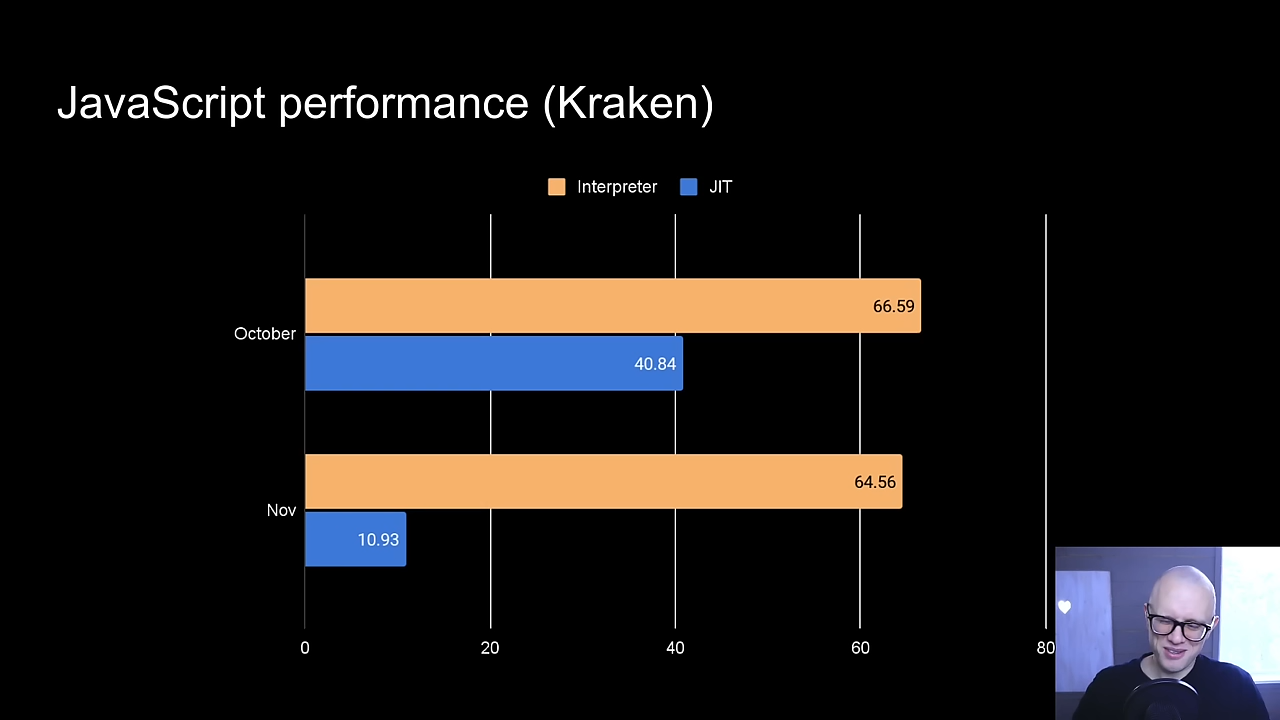 JavaScript performance (Kraken)
Interpreter JIT
October
66.59
40.84
Nov
64.56
10.93
0 20 40 60 80